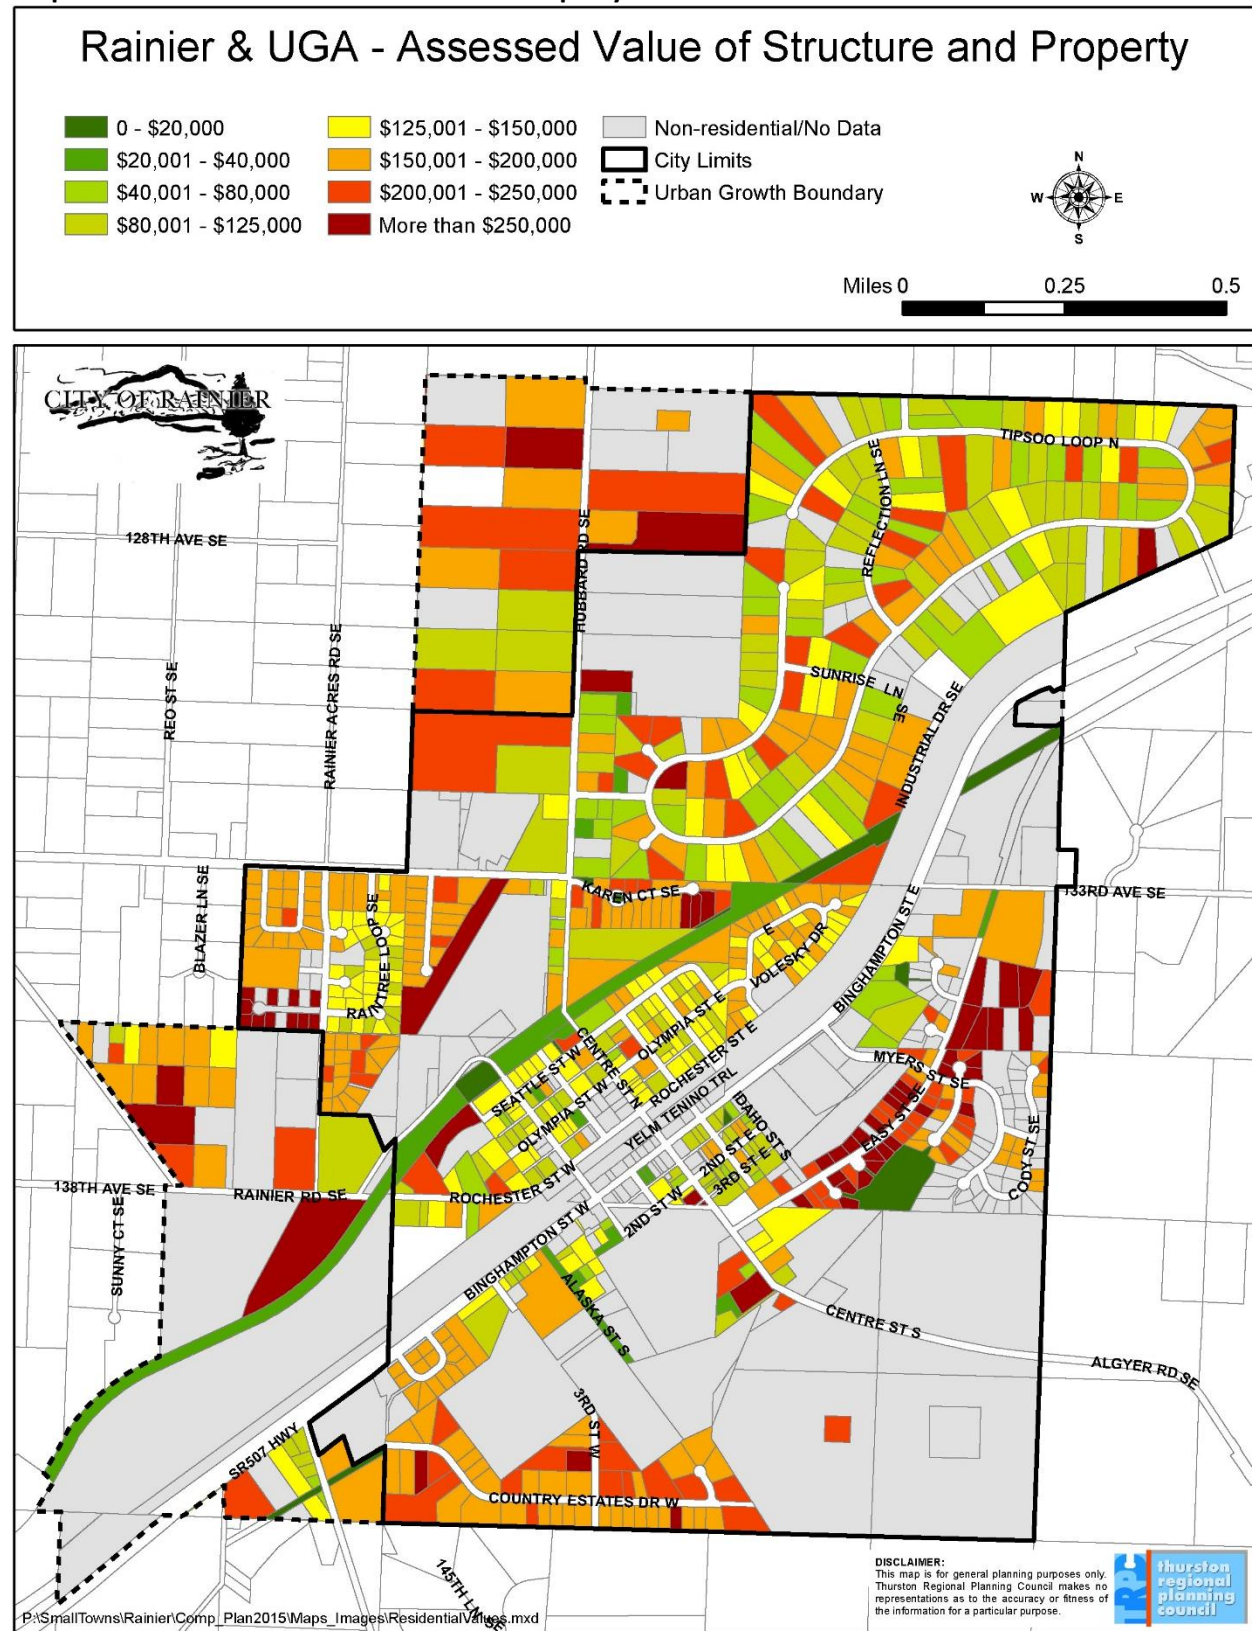 Rainier & UGA - Assessed Value of Structure and Property
0 - $20,000
$20,001 - $40,000
$40,001 - $80,000
$80,001 - $125,000
$125,001 - $150,000
$150,001 - $200,000
$200,001 - $250,000
More than $250,000
Non-residential/No Data
City Limits
Urban Growth Boundary
N
W
E
S
Miles 0 0.25 0.5
CITY OF RAINIER
TIPSOO LOOP N
REFLECTION LN SE
128TH AVE SE
HUBBARD RD SE
REO ST SE
RAINIER ACRES RD SE
SUNRISE LN SE
INDUSTRIAL DR SE
BLAZER LN SE
KAREN CT SE
133RD AVE SE
RAINTREE LOOP SE
E
VOLESKY DR
BINGHAMPTON ST E
OLYMPIA ST E
SEATTLE ST W
CENTRE ST N
ROCHESTER ST E
MYERS ST SE
OLYMPIA ST W
YELM TENINO TRL
IDAHO ST S
EASY ST SE
2ND ST E
3RD ST E
CODY ST SE
138TH AVE SE
RAINIER RD SE
ROCHESTER ST W
2ND ST W
SUNNY CT SE
BINGHAMPTON ST W
ALASKA ST S
CENTRE ST S
ALGYER RD SE
3RD ST W
SR507 HWY
COUNTRY ESTATES DR W
145TH LN SE
DISCLAIMER:
This map is for general planning purposes only.
Thurston Regional Planning Council makes no
representations as to the accuracy or fitness of
the information for a particular purpose.
TRPC
thurston
regional
planning
council
P:\SmallTowns\Rainier\Comp_Plan2015\Maps_Images\ResidentialValues.mxd